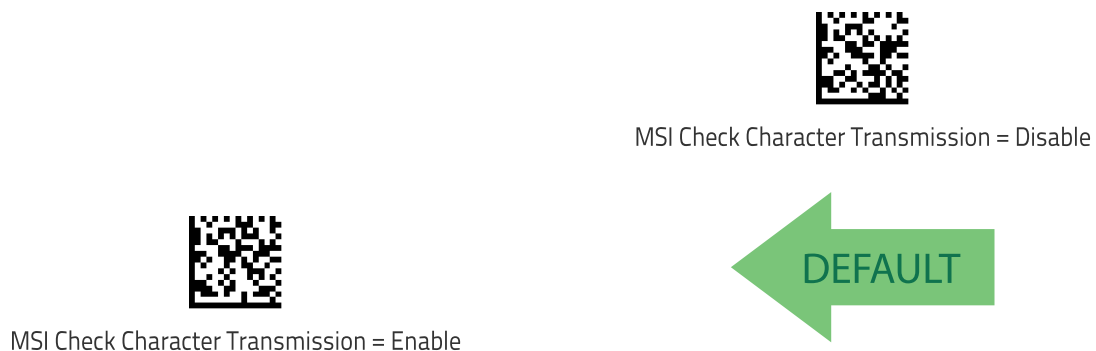 MSI Check Character Transmission = Disable
DEFAULT
MSI Check Character Transmission = Enable